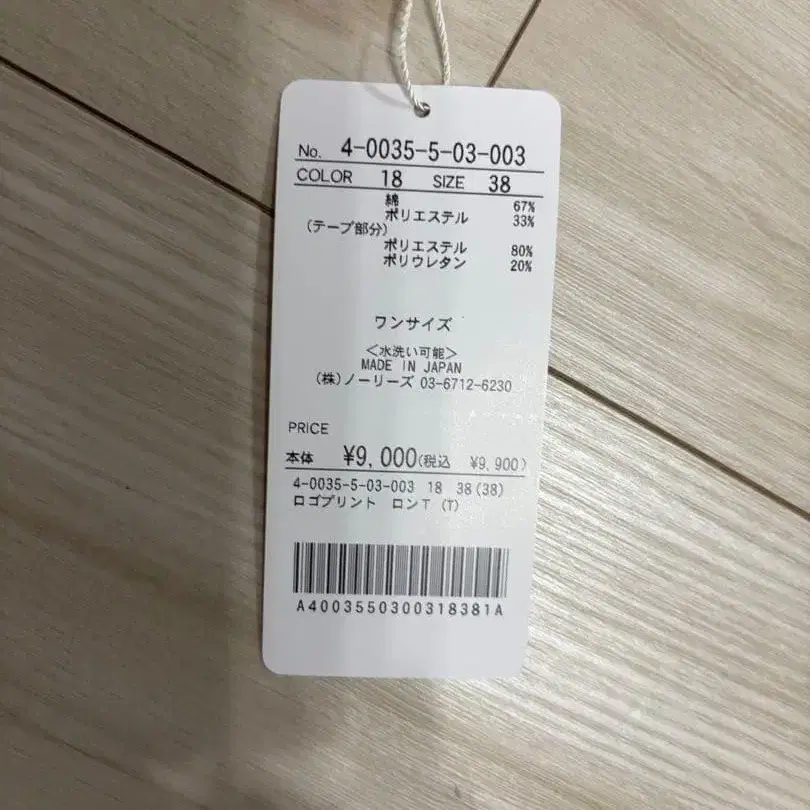 No. 4-0035-5-03-003
COLOR 18 SIZE 38
綿 67%
ポリエステル 33%
(テープ部分)
ポリエステル 80%
ポリウレタン 20%
ワンサイズ
<水洗い可能>
MADE IN JAPAN
(株)ノーリーズ 03-6712-6230
PRICE
本体 ¥9,000(税込 ¥9,900)
4-0035-5-03-003 18 38(38)
ロゴプリント ロンT (T)
A4003550300318381A